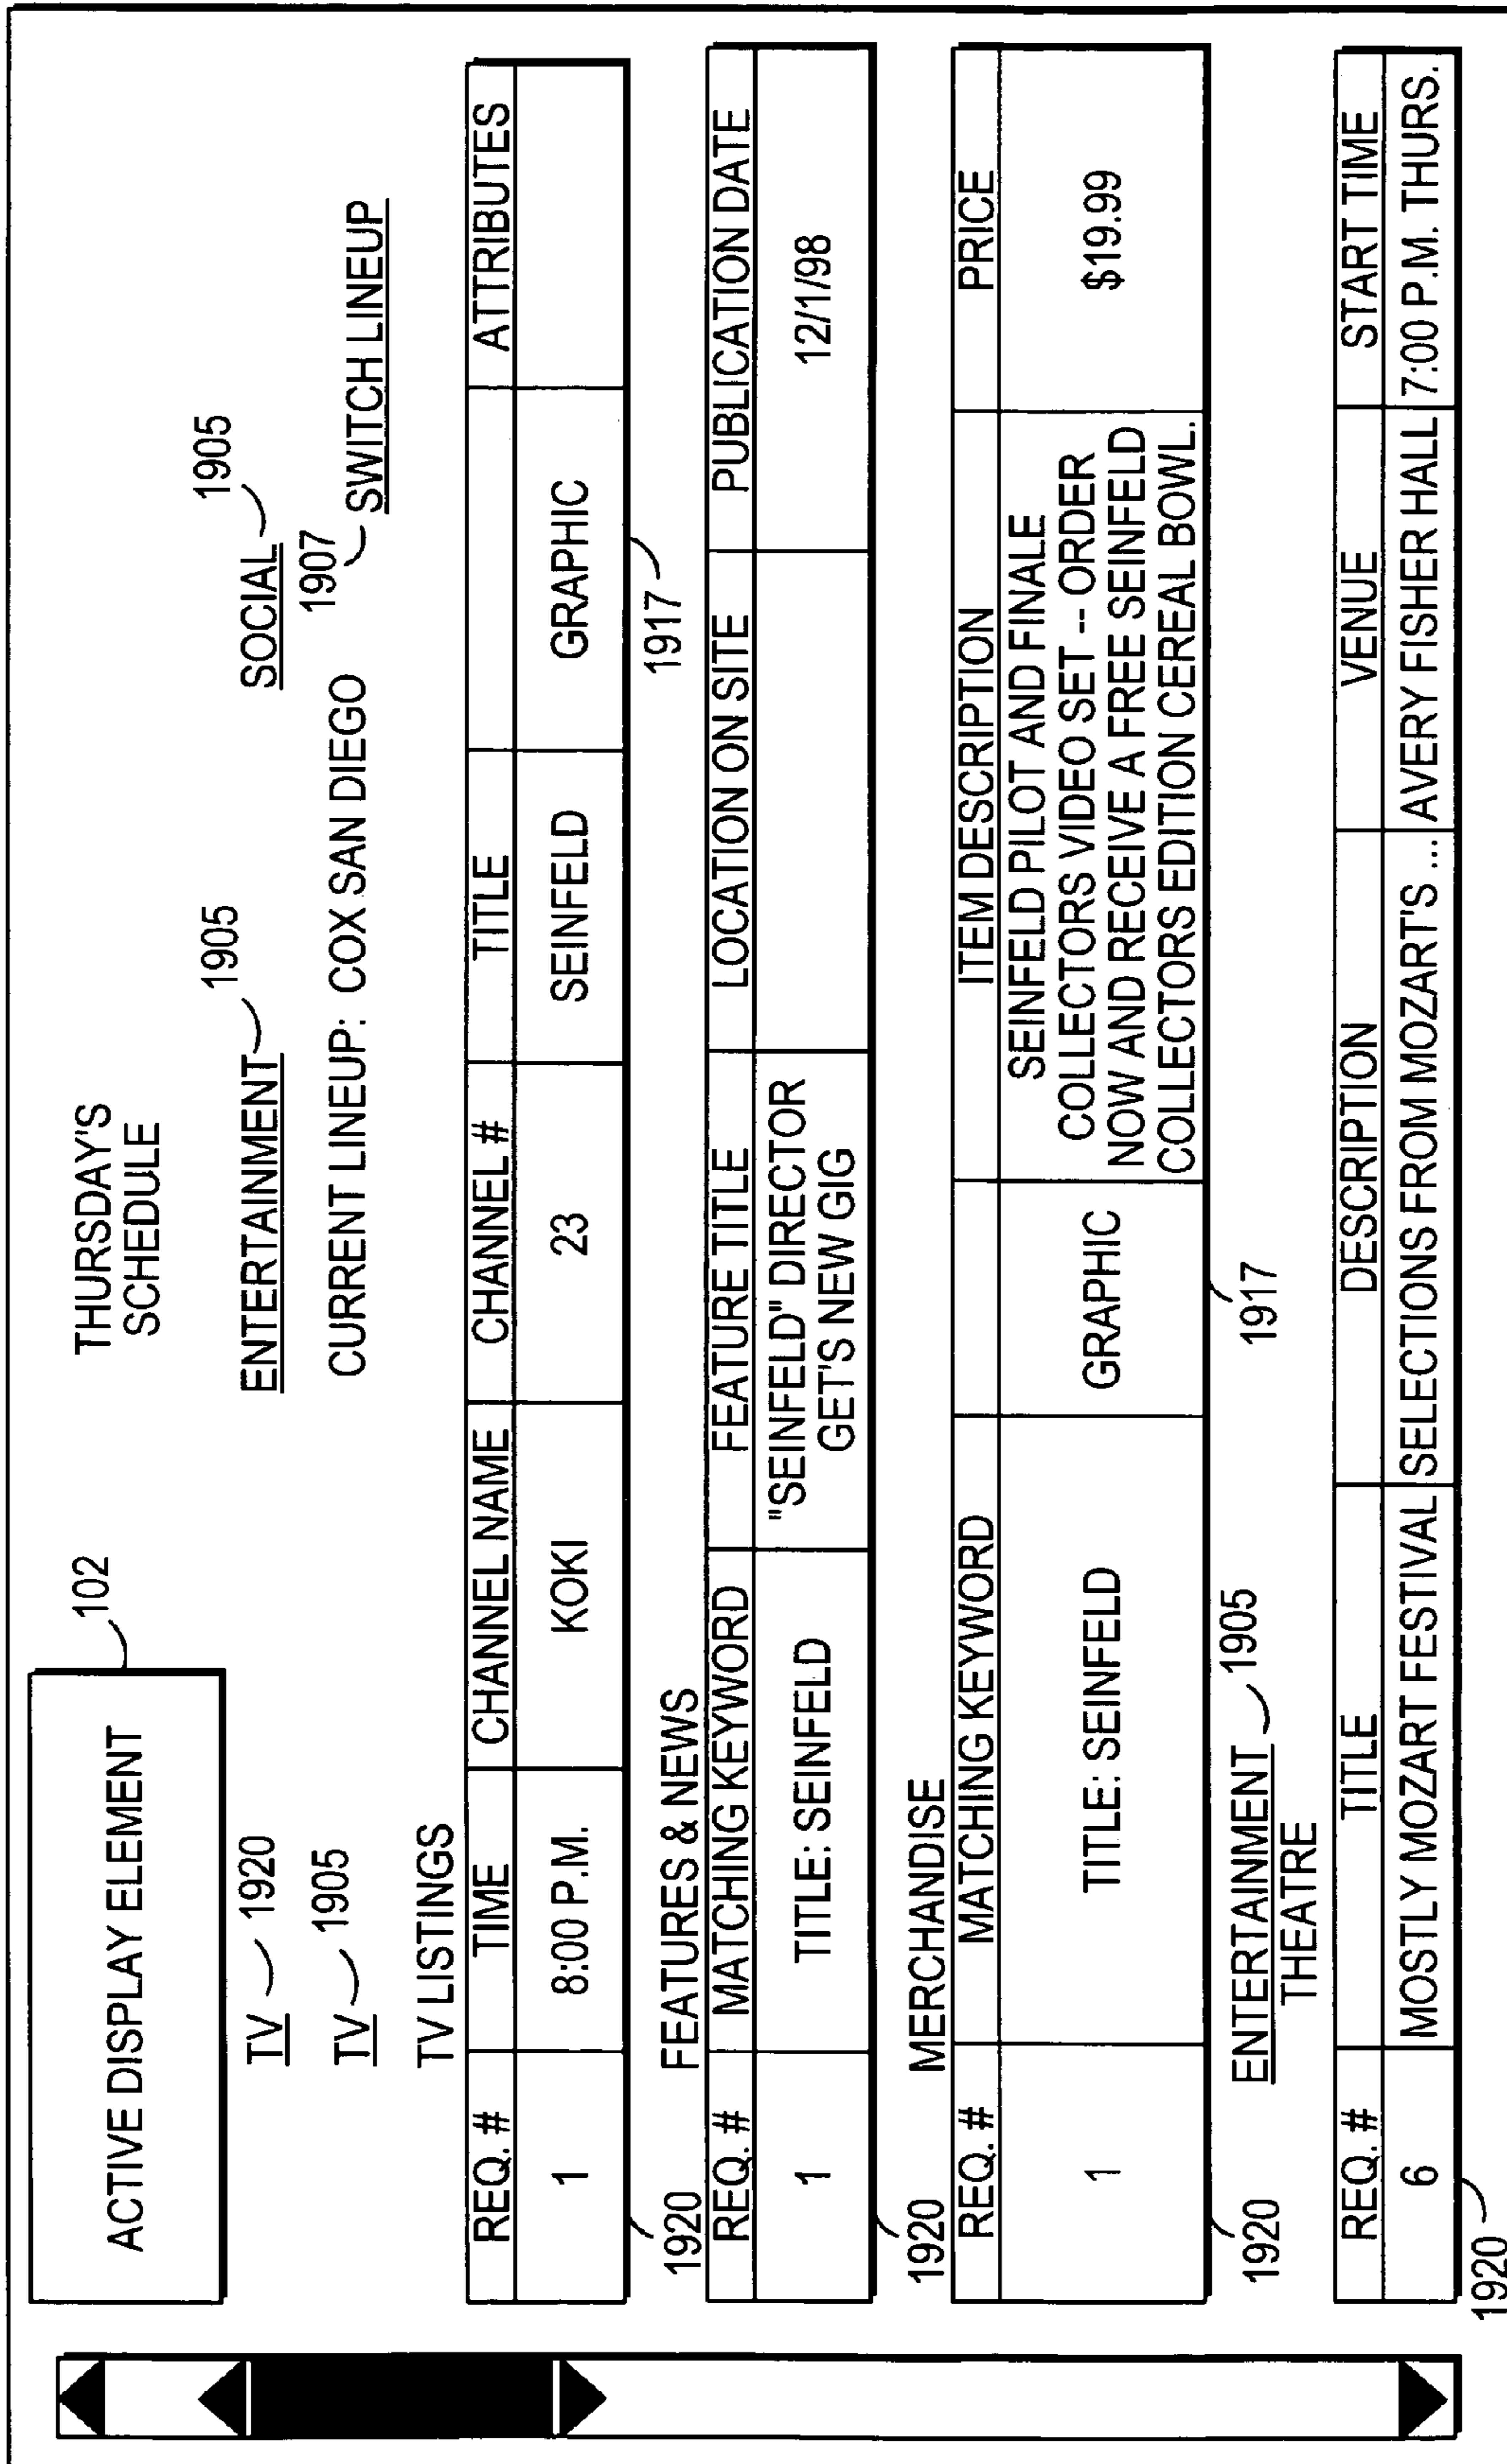 ACTIVE DISPLAY ELEMENT
102
THURSDAY'S
SCHEDULE
TV 1920
ENTERTAINMENT 1905
SOCIAL 1905
TV 1905
CURRENT LINEUP: COX SAN DIEGO
1907
SWITCH LINEUP
TV LISTINGS
REQ. # TIME CHANNEL NAME CHANNEL # TITLE ATTRIBUTES
1 8:00 P.M. KOKI 23 SEINFELD GRAPHIC
1920
1917
FEATURES & NEWS
REQ. # MATCHING KEYWORD FEATURE TITLE LOCATION ON SITE PUBLICATION DATE
1 TITLE: SEINFELD "SEINFELD" DIRECTOR 12/1/98
GET'S NEW GIG
1920
MERCHANDISE
REQ. # MATCHING KEYWORD ITEM DESCRIPTION PRICE
1 TITLE: SEINFELD GRAPHIC SEINFELD PILOT AND FINALE $19.99
COLLECTORS VIDEO SET -- ORDER
NOW AND RECEIVE A FREE SEINFELD
COLLECTORS EDITION CEREAL BOWL.
1920
1917
ENTERTAINMENT 1905
THEATRE
REQ. # TITLE DESCRIPTION VENUE START TIME
6 MOSTLY MOZART FESTIVAL SELECTIONS FROM MOZART'S ... AVERY FISHER HALL 7:00 P.M. THURS.
1920